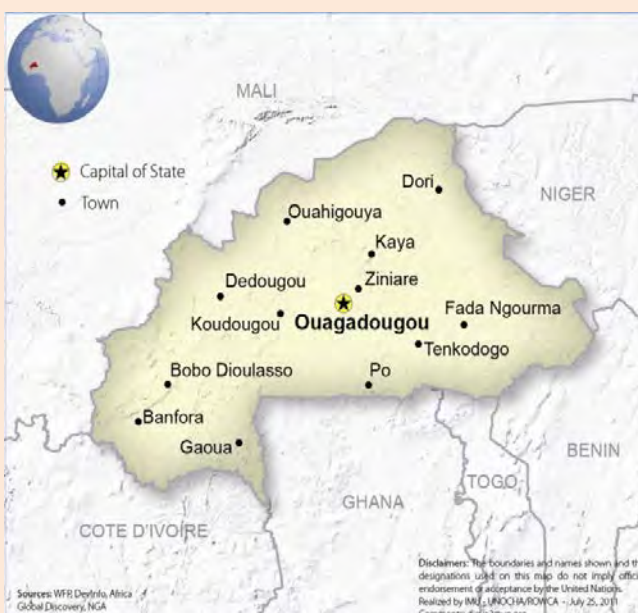 MALI
Capital of State
Town
Dori
NIGER
Ouahigouya
Kaya
Dedougou
Ziniare
Koudougou
Ouagadougou
Fada Ngourma
Tenkodogo
Bobo Dioulasso
Po
Banfora
Gaoua
BENIN
TOGO
GHANA
COTE D'IVOIRE
Disclaimers: The boundaries and names shown and the
designations used on this map do not imply official
endorsement or acceptance by the United Nations.
Realized by IMU - UNOCHA/ROWCA - July 25, 2011
Sources: WFP, DevInfo, Africa
Global Discovery, NGA